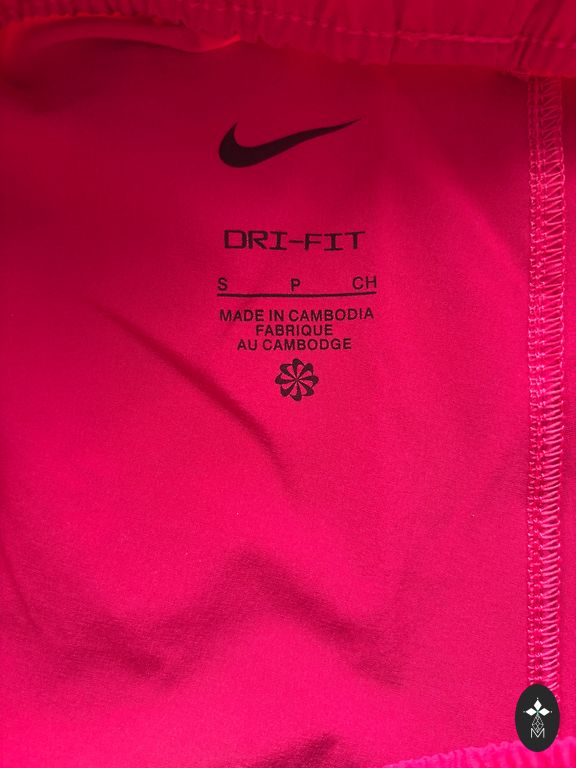 DRI-FIT
S P CH
MADE IN CAMBODIA
FABRIQUE
AU CAMBODGE
M